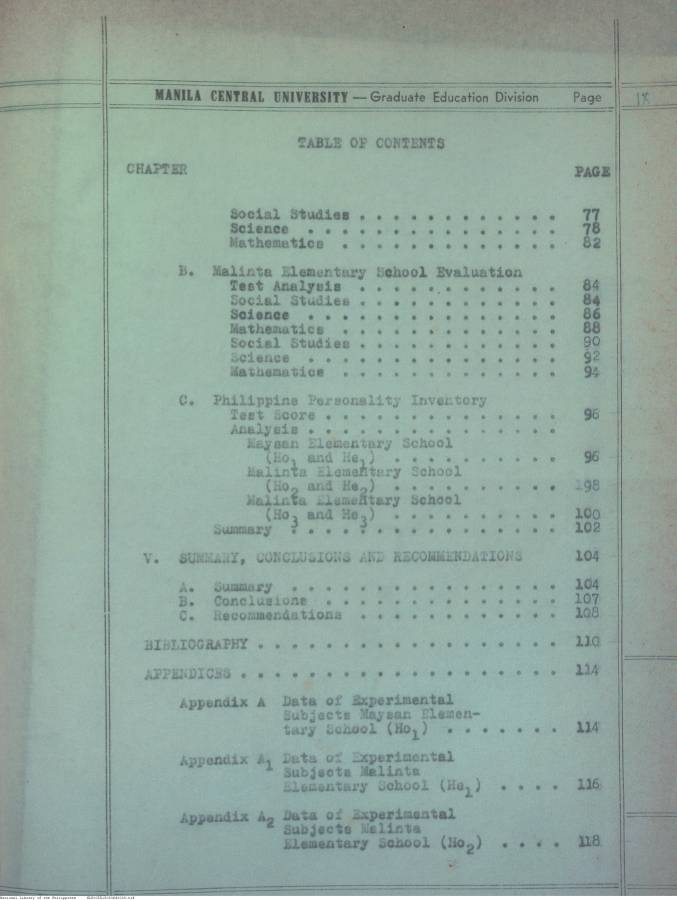 MANILA CENTRAL UNIVERSITY — Graduate Education Division Page ix
TABLE OF CONTENTS
CHAPTER PAGE
Social Studies . . . . . . . . . . . . 77
Science . . . . . . . . . . . . . . . 78
Mathematics . . . . . . . . . . . . . 82
B. Malinta Elementary School Evaluation
Test Analysis . . . . . . . . . . . . 84
Social Studies . . . . . . . . . . . . 84
Science . . . . . . . . . . . . . . . 86
Mathematics . . . . . . . . . . . . . 88
Social Studies . . . . . . . . . . . . 90
Science . . . . . . . . . . . . . . . 92
Mathematics . . . . . . . . . . . . . 94
C. Philippine Personality Inventory
Test Score . . . . . . . . . . . . . . 96
Analysis . . . . . . . . . . . . . . .
Maysan Elementary School
(Ho1 and He1) . . . . . . . . . . 96
Malinta Elementary School
(Ho2 and He2) . . . . . . . . . . 198
Malinta Elementary School
(Ho3 and He3) . . . . . . . . . . 100
Summary . . . . . . . . . . . . . . . . 102
V. SUMMARY, CONCLUSIONS AND RECOMMENDATIONS 104
A. Summary . . . . . . . . . . . . . . . . 104
B. Conclusions . . . . . . . . . . . . . . 107
C. Recommendations . . . . . . . . . . . . 108
BIBLIOGRAPHY . . . . . . . . . . . . . . . . . . 110
APPENDICES . . . . . . . . . . . . . . . . . . . 114
Appendix A Data of Experimental
Subjects Maysan Elemen-
tary School (Ho1) . . . . . . . 114
Appendix A1 Data of Experimental
Subjects Malinta
Elementary School (He1) . . . . 116
Appendix A2 Data of Experimental
Subjects Malinta
Elementary School (Ho2) . . . . 118
National Library of the Philippines